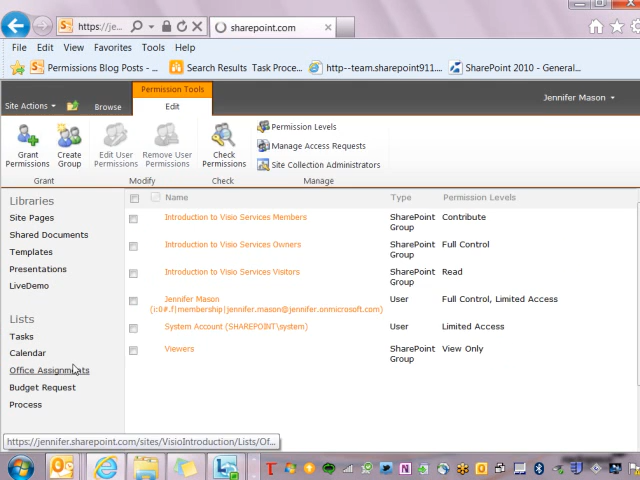 https://je...
sharepoint.com
File Edit View Favorites Tools Help
Permissions Blog Posts - ...
Search Results Task Proce...
http--team.sharepoint911....
SharePoint 2010 - General...
Permission Tools
Jennifer Mason
Site Actions
Browse
Edit
Grant Permissions
Create Group
Edit User Permissions
Remove User Permissions
Check Permissions
Permission Levels
Manage Access Requests
Site Collection Administrators
Grant
Modify
Check
Manage
Libraries
Site Pages
Shared Documents
Templates
Presentations
LiveDemo
Lists
Tasks
Calendar
Office Assignments
Budget Request
Process
Name Type Permission Levels
Introduction to Visio Services Members SharePoint Group Contribute
Introduction to Visio Services Owners SharePoint Group Full Control
Introduction to Visio Services Visitors SharePoint Group Read
Jennifer Mason
(i:0#.f|membership|jennifer.mason@jennifer.onmicrosoft.com) User Full Control, Limited Access
System Account (SHAREPOINT\system) User Limited Access
Viewers SharePoint Group View Only
https://jennifer.sharepoint.com/sites/VisioIntroduction/Lists/Of...